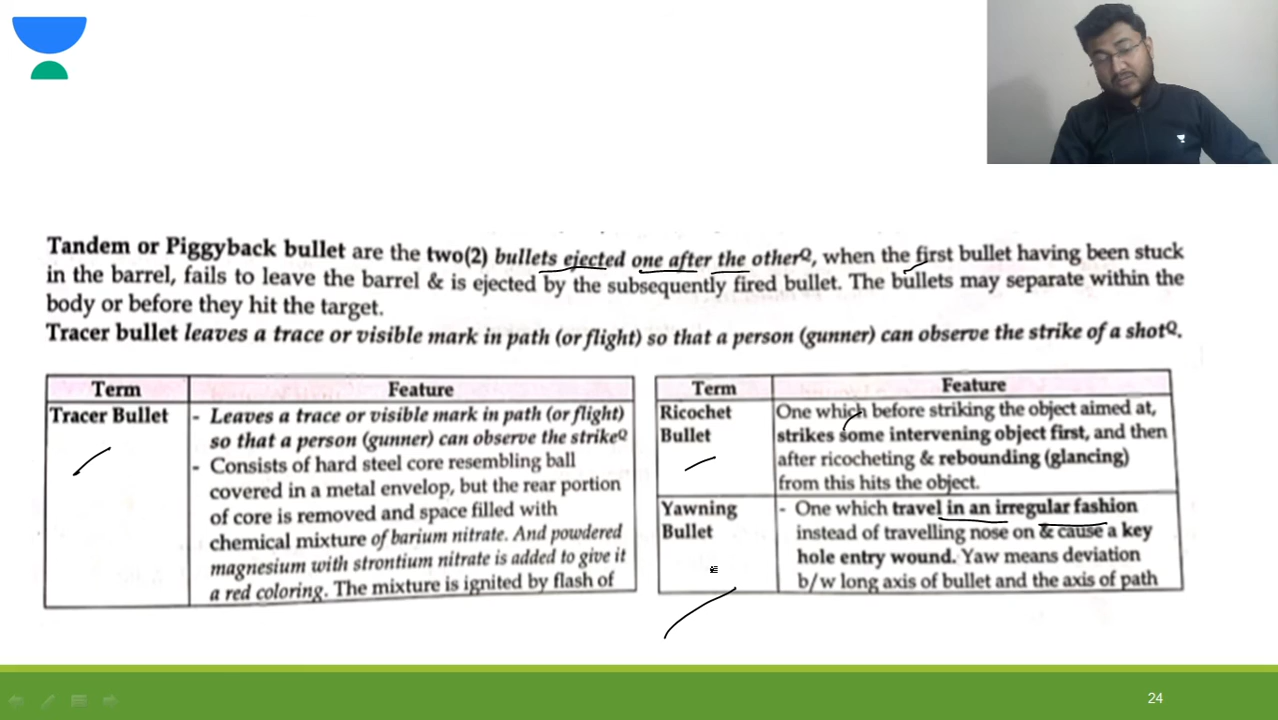 Tandem or Piggyback bullet are the two(2) bullets ejected one after the otherQ, when the first bullet having been stuck
in the barrel, fails to leave the barrel & is ejected by the subsequently fired bullet. The bullets may separate within the
body or before they hit the target.
Tracer bullet leaves a trace or visible mark in path (or flight) so that a person (gunner) can observe the strike of a shotQ.
Term Feature
Tracer Bullet - Leaves a trace or visible mark in path (or flight)
so that a person (gunner) can observe the strikeQ
- Consists of hard steel core resembling ball
covered in a metal envelop, but the rear portion
of core is removed and space filled with
chemical mixture of barium nitrate. And powdered
magnesium with strontium nitrate is added to give it
a red coloring. The mixture is ignited by flash of
Term Feature
Ricochet One which before striking the object aimed at,
Bullet strikes some intervening object first, and then
after ricocheting & rebounding (glancing)
from this hits the object.
Yawning - One which travel in an irregular fashion
Bullet instead of travelling nose on & cause a key
hole entry wound. Yaw means deviation
b/w long axis of bullet and the axis of path
24